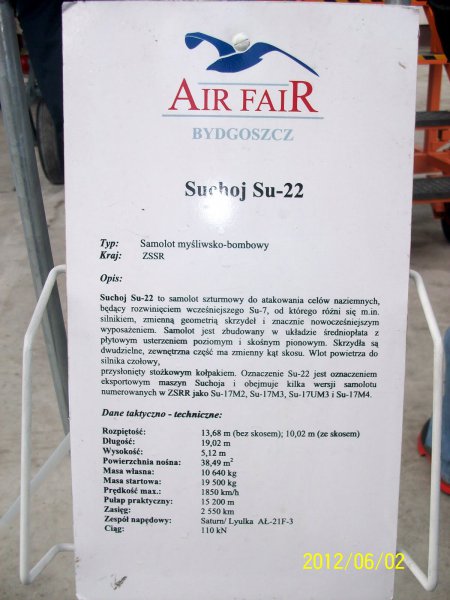 AIR FAIR
BYDGOSZCZ
Suchoj Su-22
Typ: Samolot myśliwsko-bombowy
Kraj: ZSSR
Opis:
Suchoj Su-22 to samolot szturmowy do atakowania celów naziemnych,
będący rozwinięciem wcześniejszego Su-7, od którego różni się m.in.
silnikiem, zmienną geometrią skrzydeł i znacznie nowocześniejszym
wyposażeniem. Samolot jest zbudowany w układzie średniopłata z
płytowym usterzeniem poziomym i skośnym pionowym. Skrzydła są
dwudzielne, zewnętrzna część ma zmienny kąt skosu. Wlot powietrza do
silnika czołowy,
przysłonięty stożkowym kołpakiem. Oznaczenie Su-22 jest oznaczeniem
eksportowym maszyn Suchoja i obejmuje kilka wersji samolotu
numerowanych w ZSRR jako Su-17M2, Su-17M3, Su-17UM3 i Su-17M4.
Dane taktyczno - techniczne:
Rozpiętość: 13,68 m (bez skosem); 10,02 m (ze skosem)
Długość: 19,02 m
Wysokość: 5,12 m
Powierzchnia nośna: 38,49 m²
Masa własna: 10 640 kg
Masa startowa: 19 500 kg
Prędkość max.: 1850 km/h
Pułap praktyczny: 15 200 m
Zasięg: 2 550 km
Zespół napędowy: Saturn/ Lyulka AŁ-21F-3
Ciąg: 110 kN
2012/06/02